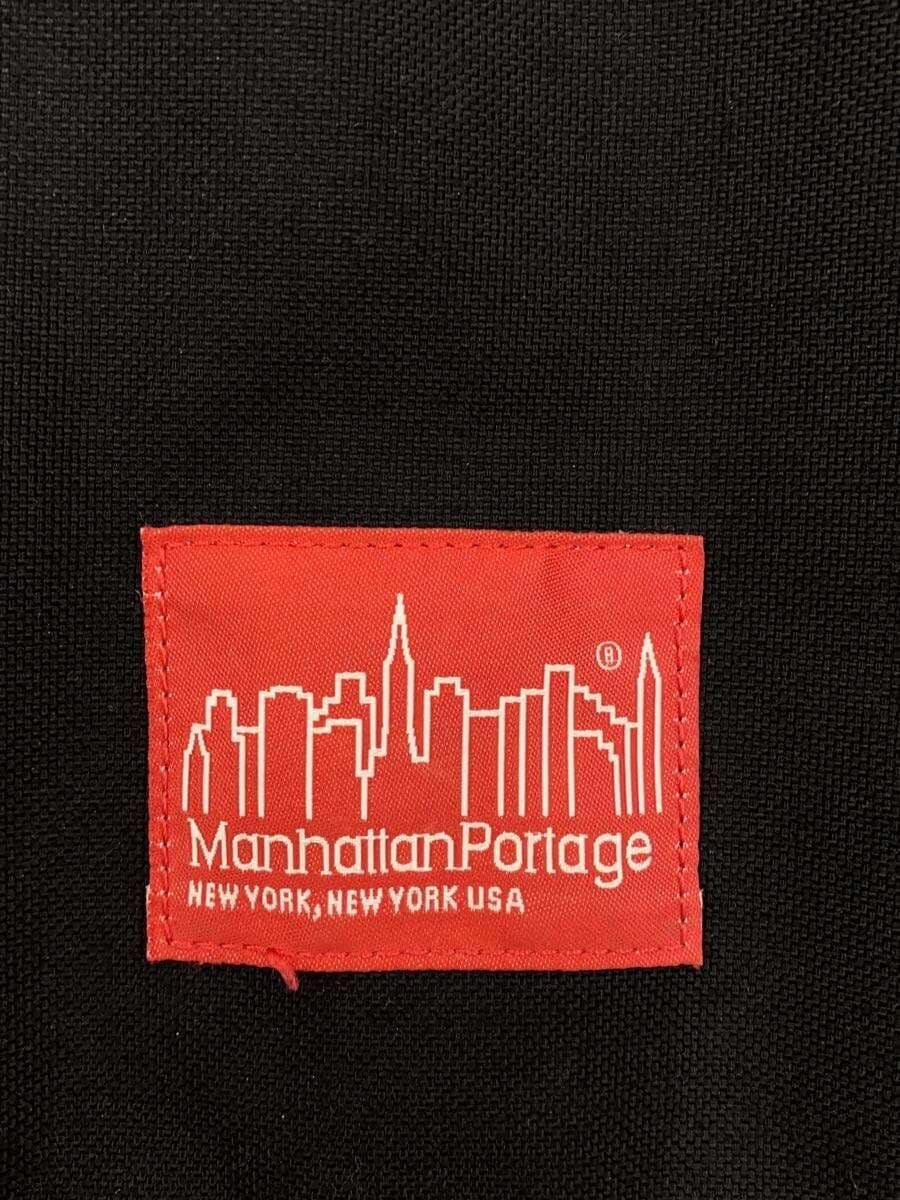 ®
ManhattanPortage
NEW YORK, NEW YORK USA